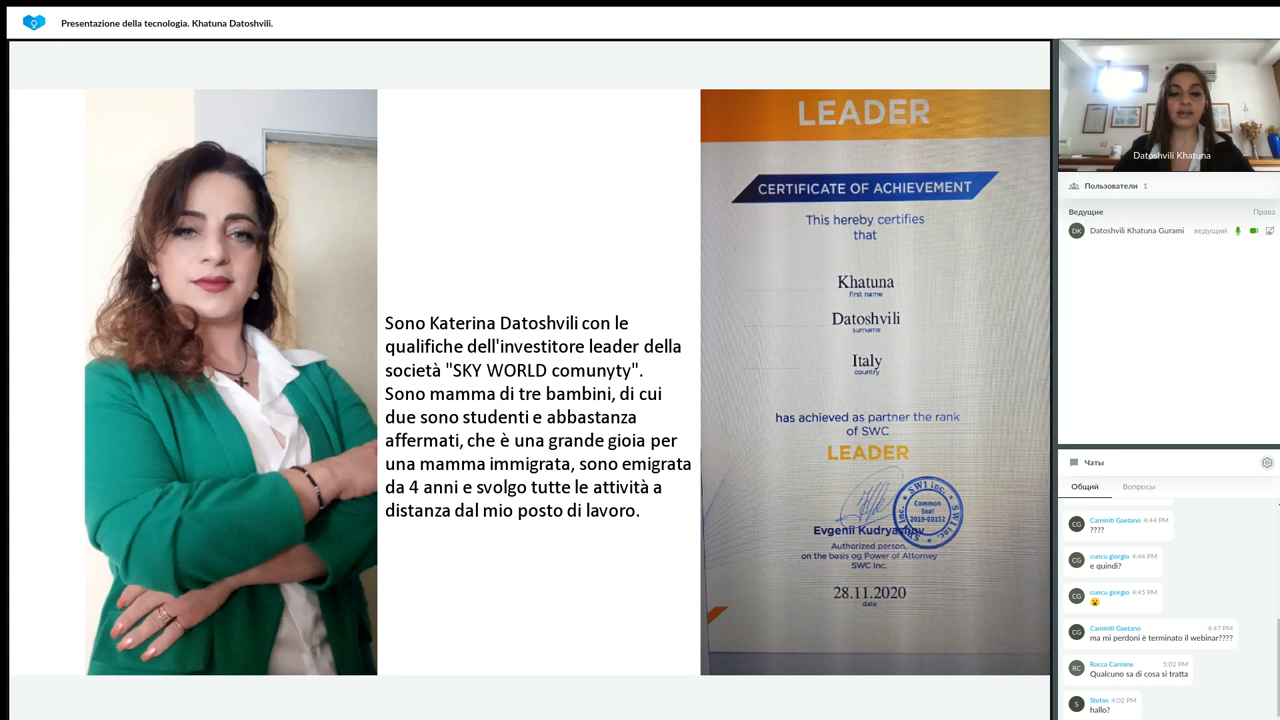 Presentazione della tecnologia. Khatuna Datoshvili.
Sono Katerina Datoshvili con le
qualifiche dell'investitore leader della
società "SKY WORLD comunyty".
Sono mamma di tre bambini, di cui
due sono studenti e abbastanza
affermati, che è una grande gioia per
una mamma immigrata, sono emigrata
da 4 anni e svolgo tutte le attività a
distanza dal mio posto di lavoro.
LEADER
CERTIFICATE OF ACHIEVEMENT
This hereby certifies
that
Khatuna
first name
Datoshvili
surname
Italy
country
has achieved as partner the rank
of SWC
LEADER
SWI inc.
Common
Seal
2019-00152
Evgenii Kudryashov
Authorized person,
on the basis og Power of Attorney
SWC Inc.
28.11.2020
date
Datoshvili Khatuna
Пользователи 1
Ведущие Права
DK Datoshvili Khatuna Gurami ведущий
Чаты
Общий Вопросы
CG Caminiti Gaetano 4:44 PM
????
CG cuncu giorgio 4:44 PM
e quindi?
CG cuncu giorgio 4:45 PM
😮
CG Caminiti Gaetano 4:47 PM
ma mi perdoni è terminato il webinar????
RC Rocca Carmine 5:02 PM
Qualcuno sa di cosa si tratta
S Stefan 4:02 PM
hallo?